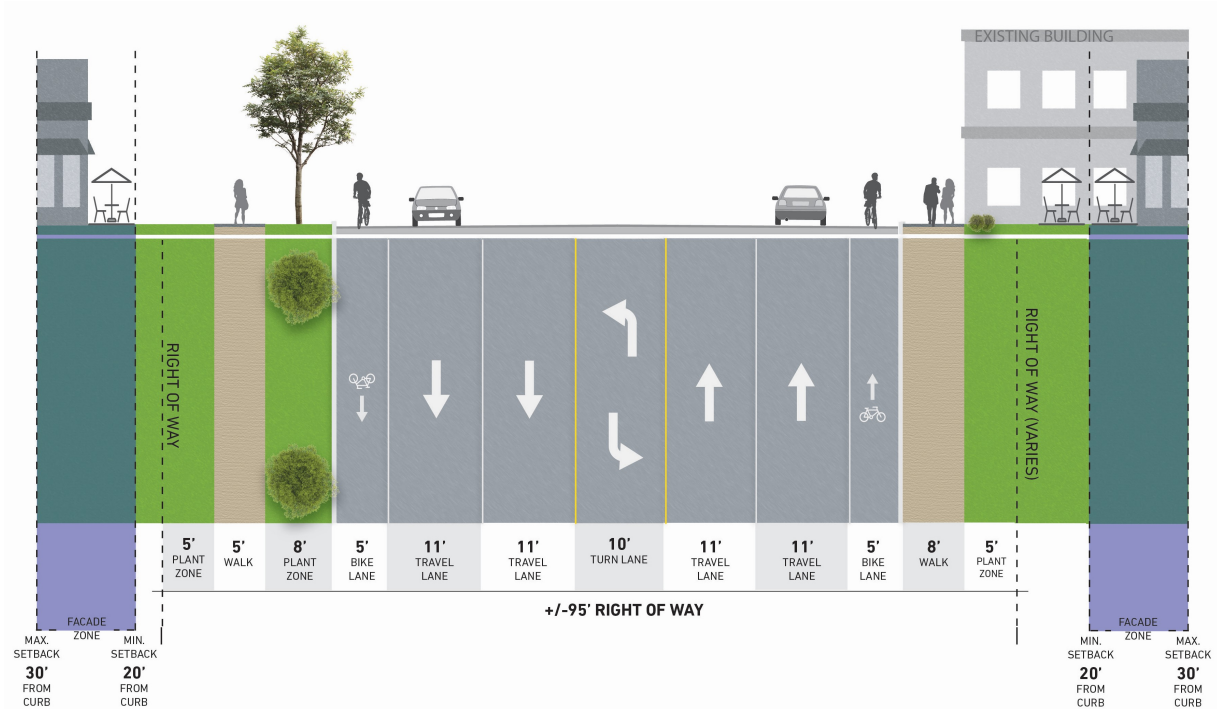 EXISTING BUILDING
RIGHT OF WAY
RIGHT OF WAY (VARIES)
5’
PLANT
ZONE
5’
WALK
8’
PLANT
ZONE
5’
BIKE
LANE
11’
TRAVEL
LANE
11’
TRAVEL
LANE
10’
TURN LANE
11’
TRAVEL
LANE
11’
TRAVEL
LANE
5’
BIKE
LANE
8’
WALK
5’
PLANT
ZONE
+/-95’ RIGHT OF WAY
FACADE
ZONE
MAX.
SETBACK
30’
FROM
CURB
MIN.
SETBACK
20’
FROM
CURB
FACADE
ZONE
MIN.
SETBACK
20’
FROM
CURB
MAX.
SETBACK
30’
FROM
CURB